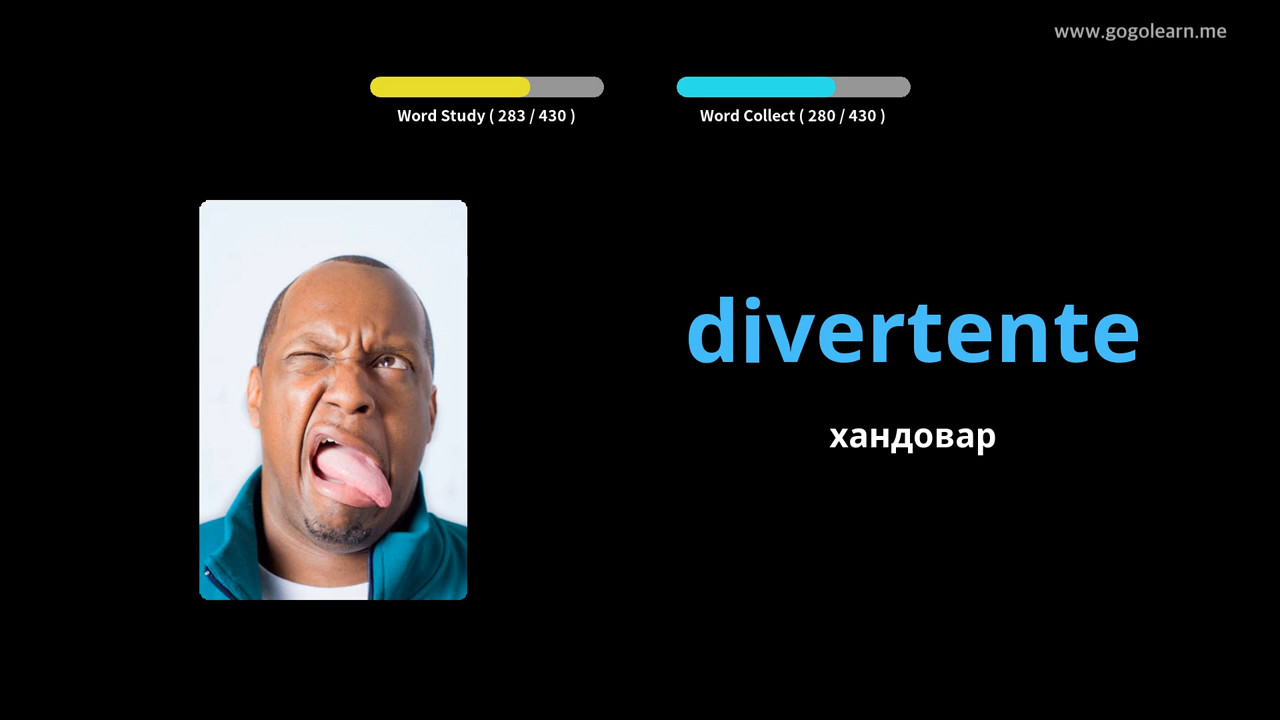 www.gogolearn.me
Word Study ( 283 / 430 )
Word Collect ( 280 / 430 )
divertente
хандовар